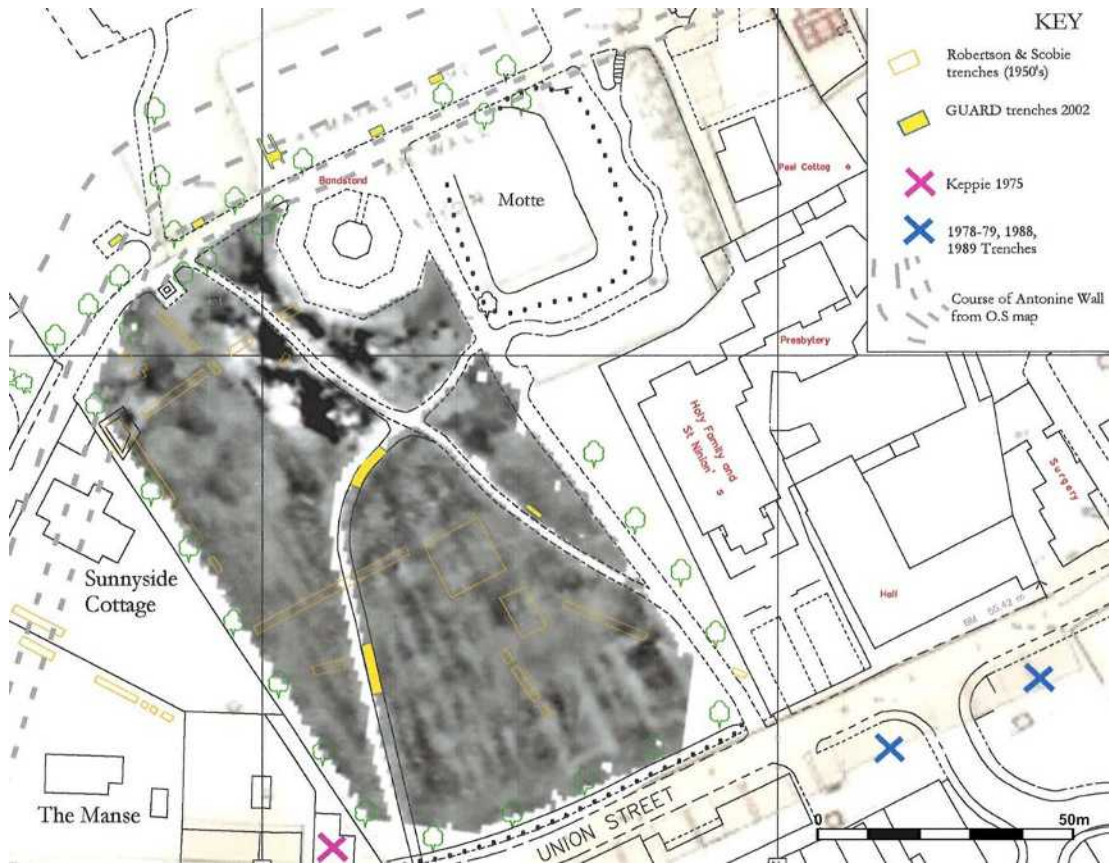 KEY
Robertson & Scobie
trenches (1950's)
GUARD trenches 2002
Keppie 1975
1978-79, 1988,
1989 Trenches
Course of Antonine Wall
from O.S map
Bandstand
WALL
Motte
Peel Cottag e
Presbytery
Holy Family and
St Ninian' s
Surgery
Hall
BM 55.42 m
Sunnyside
Cottage
The Manse
UNION STREET
0
50m